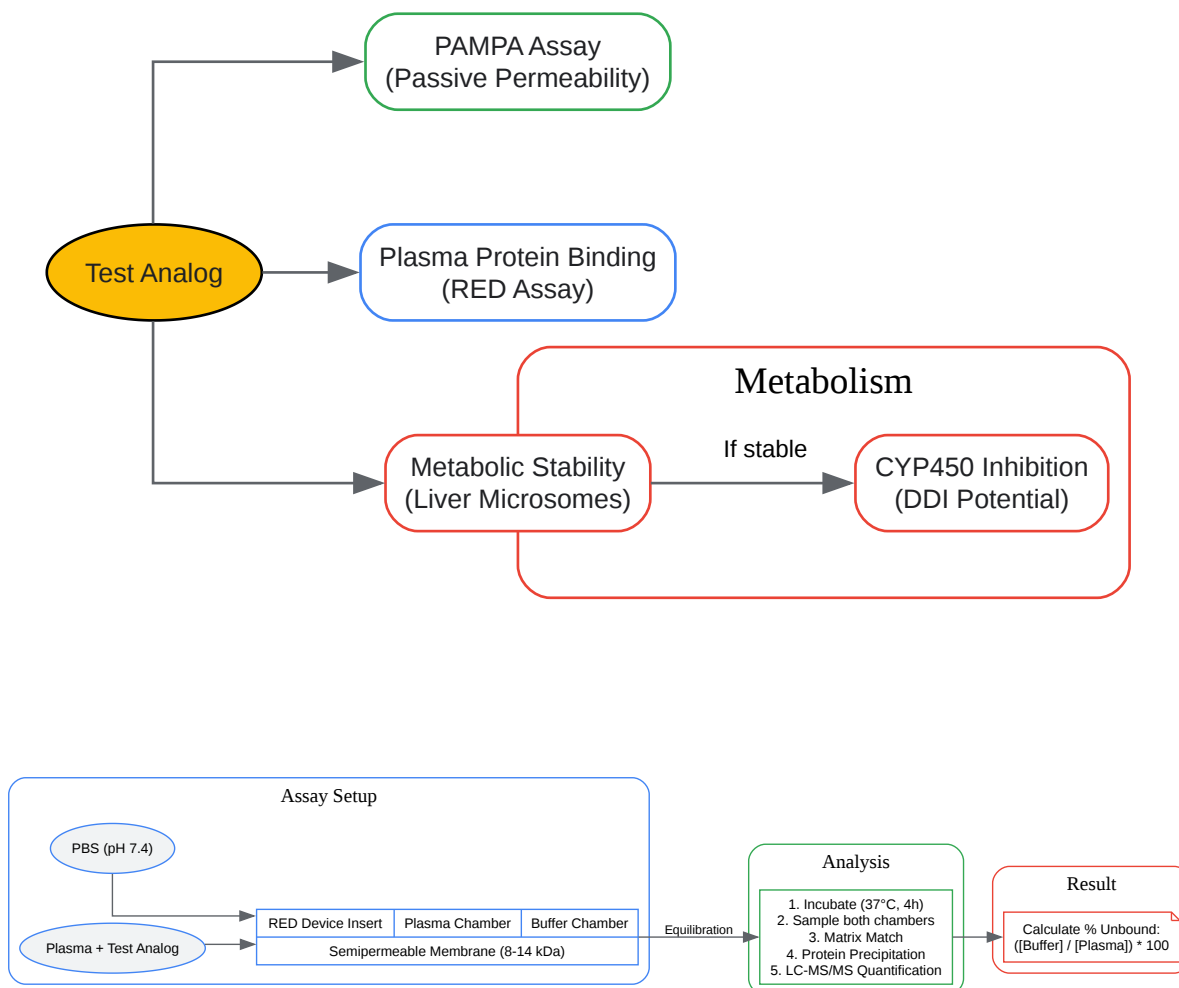 PAMPA Assay
(Passive Permeability)
Test Analog
Plasma Protein Binding
(RED Assay)
Metabolism
Metabolic Stability
(Liver Microsomes)
If stable
CYP450 Inhibition
(DDI Potential)
Assay Setup
PBS (pH 7.4)
Plasma + Test Analog
RED Device Insert
Plasma Chamber
Buffer Chamber
Semipermeable Membrane (8-14 kDa)
Equilibration
Analysis
1. Incubate (37°C, 4h)
2. Sample both chambers
3. Matrix Match
4. Protein Precipitation
5. LC-MS/MS Quantification
Result
Calculate % Unbound:
([Buffer] / [Plasma]) * 100